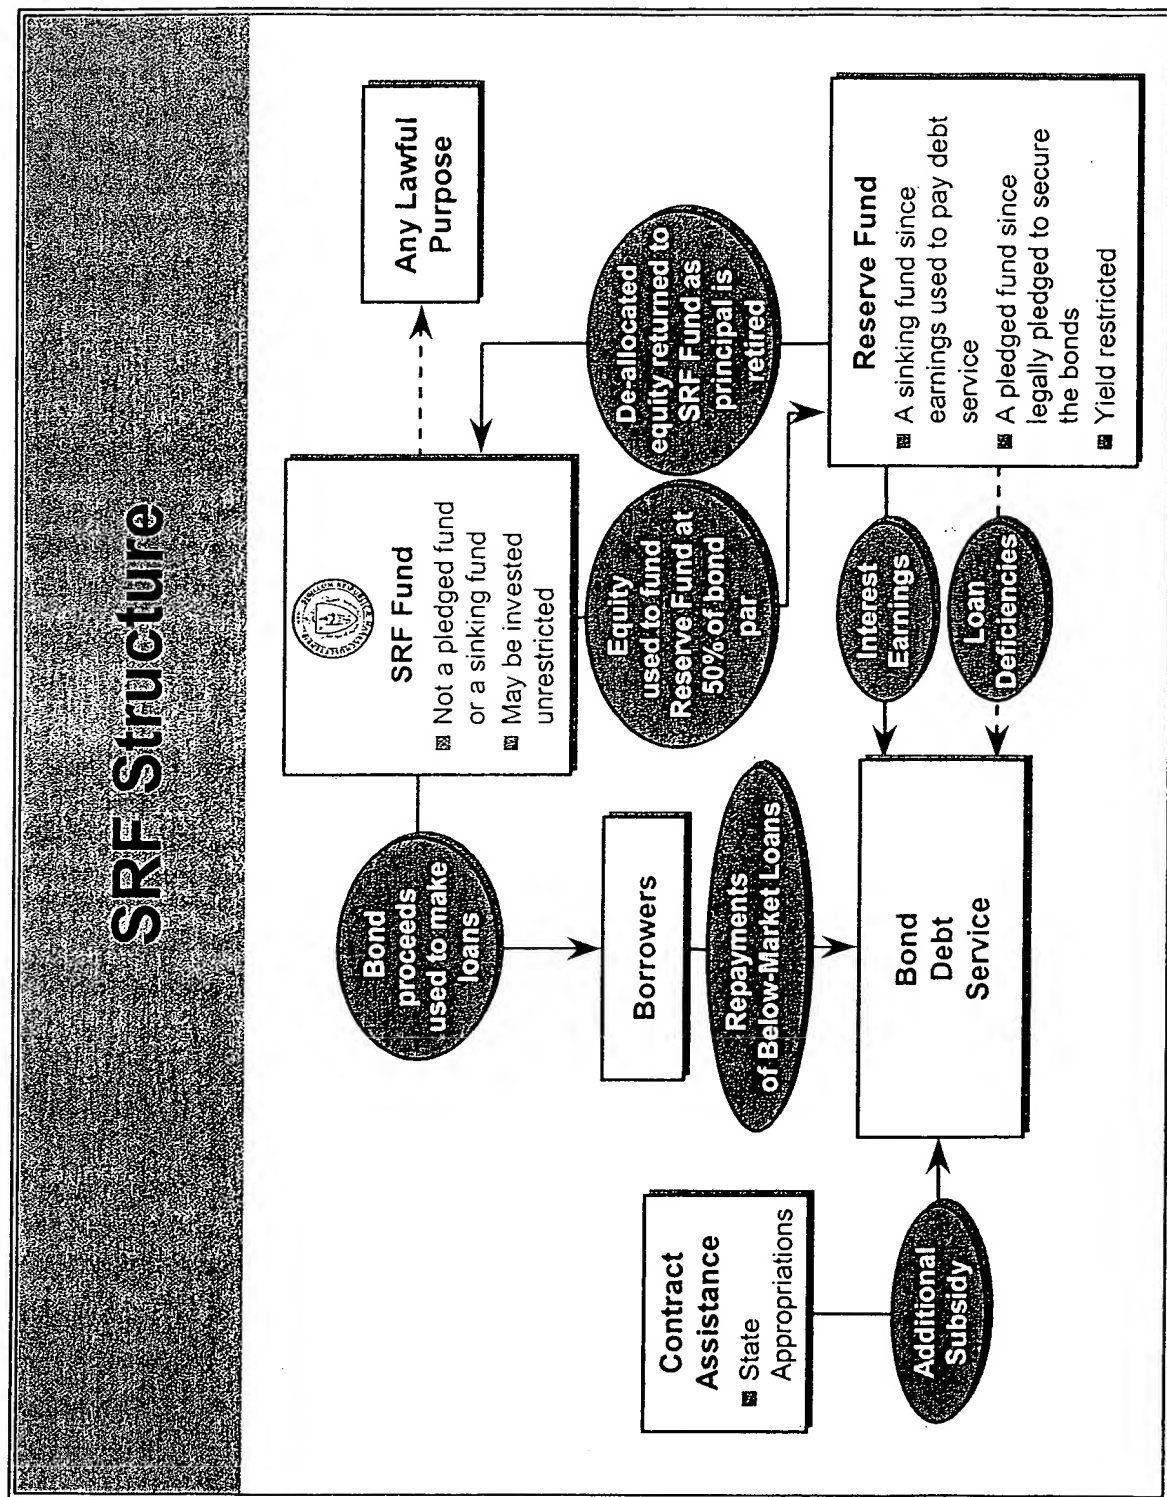 SRF Structure
SRF Fund
Not a pledged fund
or a sinking fund
May be invested
unrestricted
Any Lawful
Purpose
Bond
proceeds
used to make
loans
Equity
used to fund
Reserve Fund at
50% of bond
par
De-allocated
equity returned to
SRF Fund as
principal is
retired
Borrowers
Repayments
of Below-Market Loans
Contract
Assistance
State
Appropriations
Additional
Subsidy
Bond
Debt
Service
Interest
Earnings
Loan
Deficiencies
Reserve Fund
A sinking fund since
earnings used to pay debt
service
A pledged fund since
legally pledged to secure
the bonds
Yield restricted